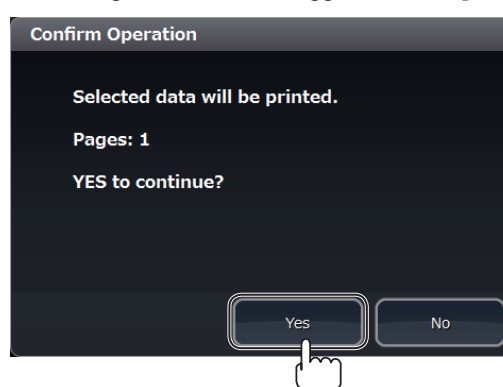 Confirm Operation
Selected data will be printed.
Pages: 1
YES to continue?
Yes
No